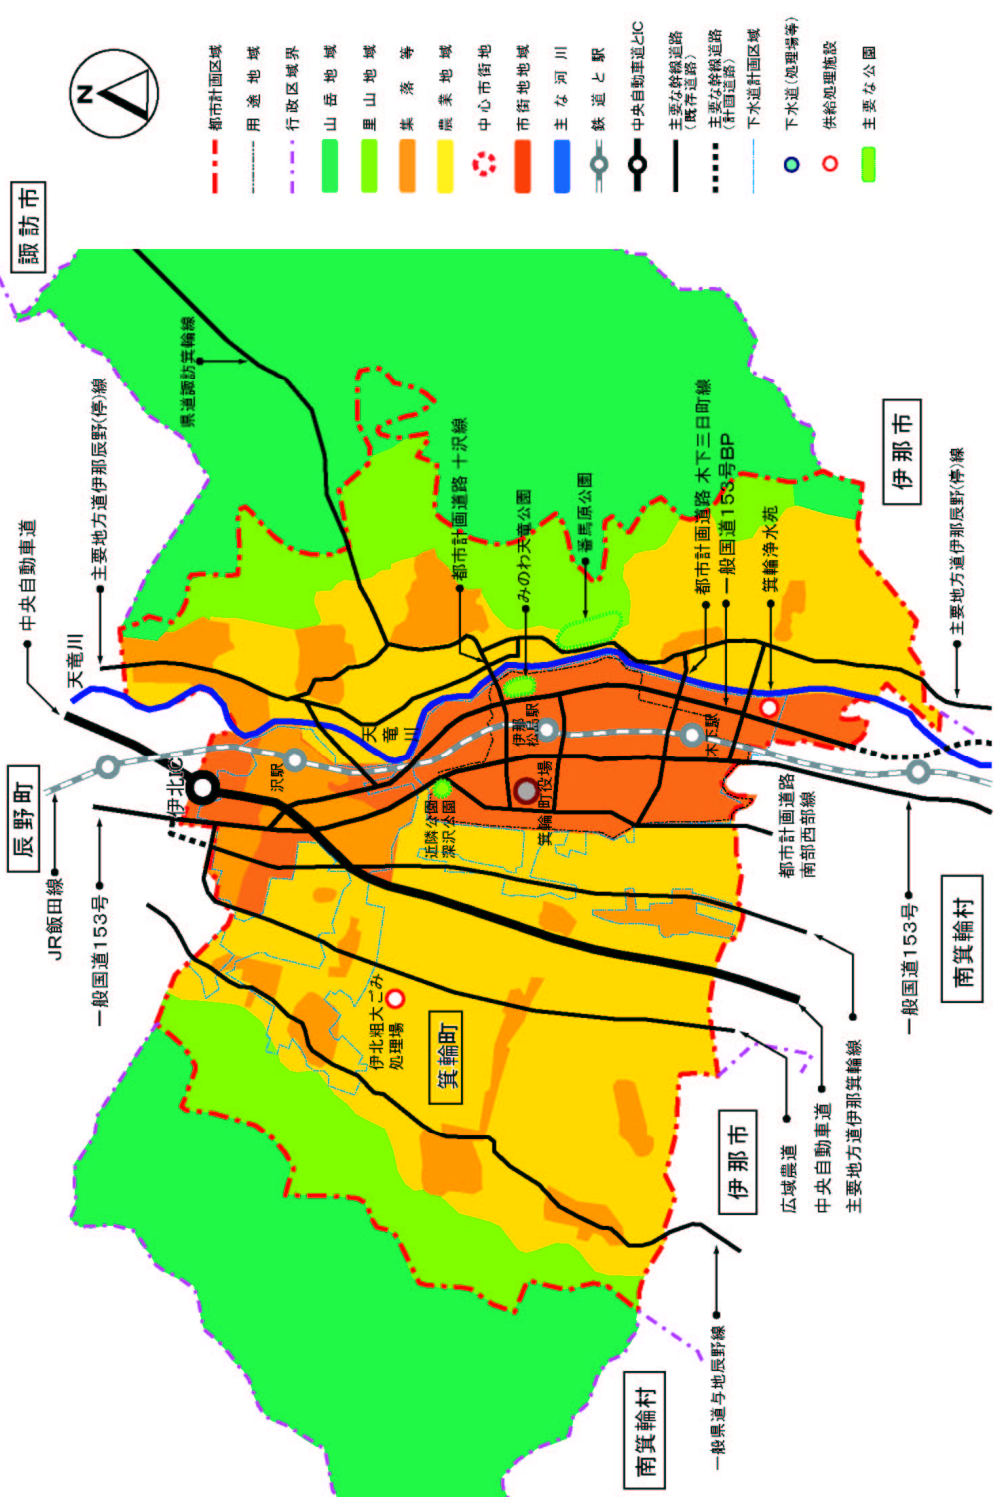 N
都市計画区域
用途地域
行政区域界
山岳地域
里山地域
集落等
農業地域
中心市街地
市街地地域
主な河川
鉄道と駅
中央自動車道とIC
主要な幹線道路
(既存道路)
主要な幹線道路
(計画道路)
下水道計画区域
下水道(処理場等)
供給処理施設
主要な公園
諏訪市
県道諏訪箕輪線
主要地方道伊那辰野(停)線
中央自動車道
天竜川
辰野町
JR飯田線
一般国道153号
伊北IC
沢駅
天竜川
都市計画道路 十沢線
みのわ天竜公園
番馬原公園
都市計画道路 木下三日町線
一般国道153号BP
箕輪浄水苑
伊那市
主要地方道伊那辰野(停)線
伊那
松島駅
木下駅
近隣公園
深沢公園
箕輪町役場
都市計画道路
南部西部線
一般国道153号
南箕輪村
伊北粗大ごみ
処理場
箕輪町
伊那市
広域農道
中央自動車道
主要地方道伊那箕輪線
一般県道与地辰野線
南箕輪村